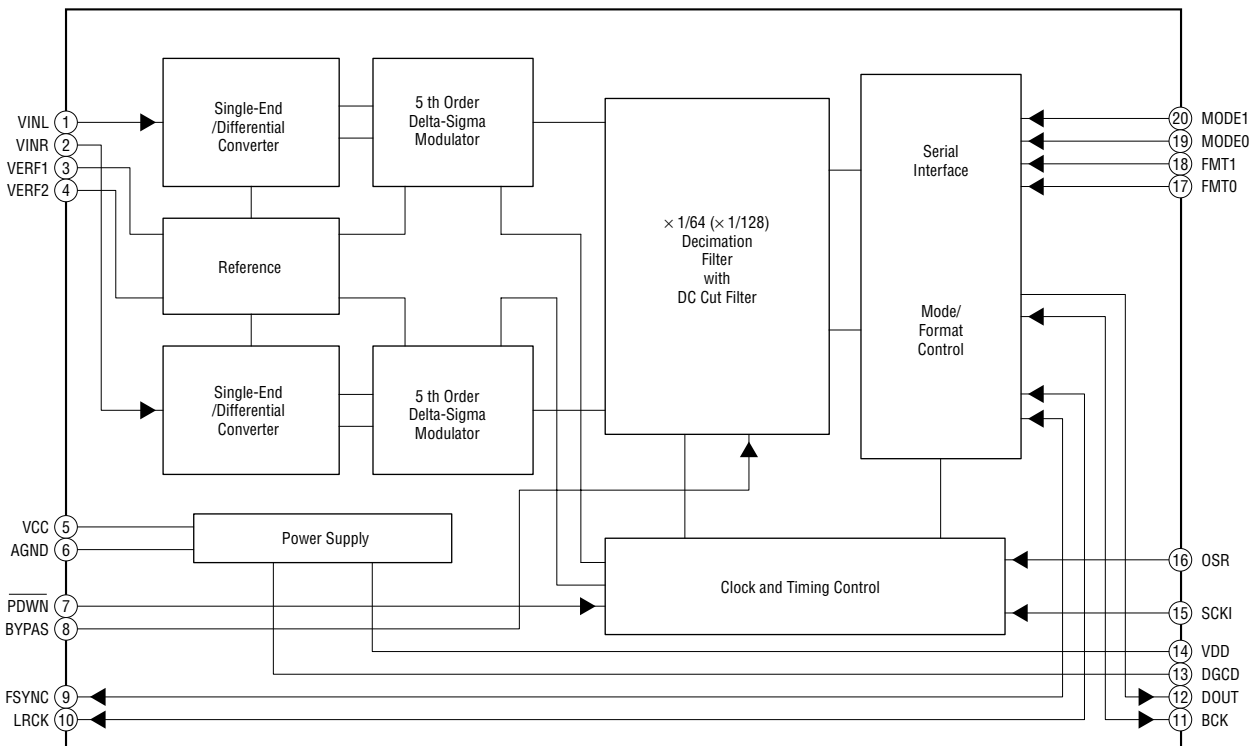 VINL 1
VINR 2
VERF1 3
VERF2 4
VCC 5
AGND 6
PDWN 7
BYPAS 8
FSYNC 9
LRCK 10
Single-End
/Differential
Converter
5 th Order
Delta-Sigma
Modulator
Reference
Single-End
/Differential
Converter
5 th Order
Delta-Sigma
Modulator
Power Supply
× 1/64 (× 1/128)
Decimation
Filter
with
DC Cut Filter
Clock and Timing Control
Serial
Interface
Mode/
Format
Control
20 MODE1
19 MODE0
18 FMT1
17 FMT0
16 OSR
15 SCKI
14 VDD
13 DGCD
12 DOUT
11 BCK